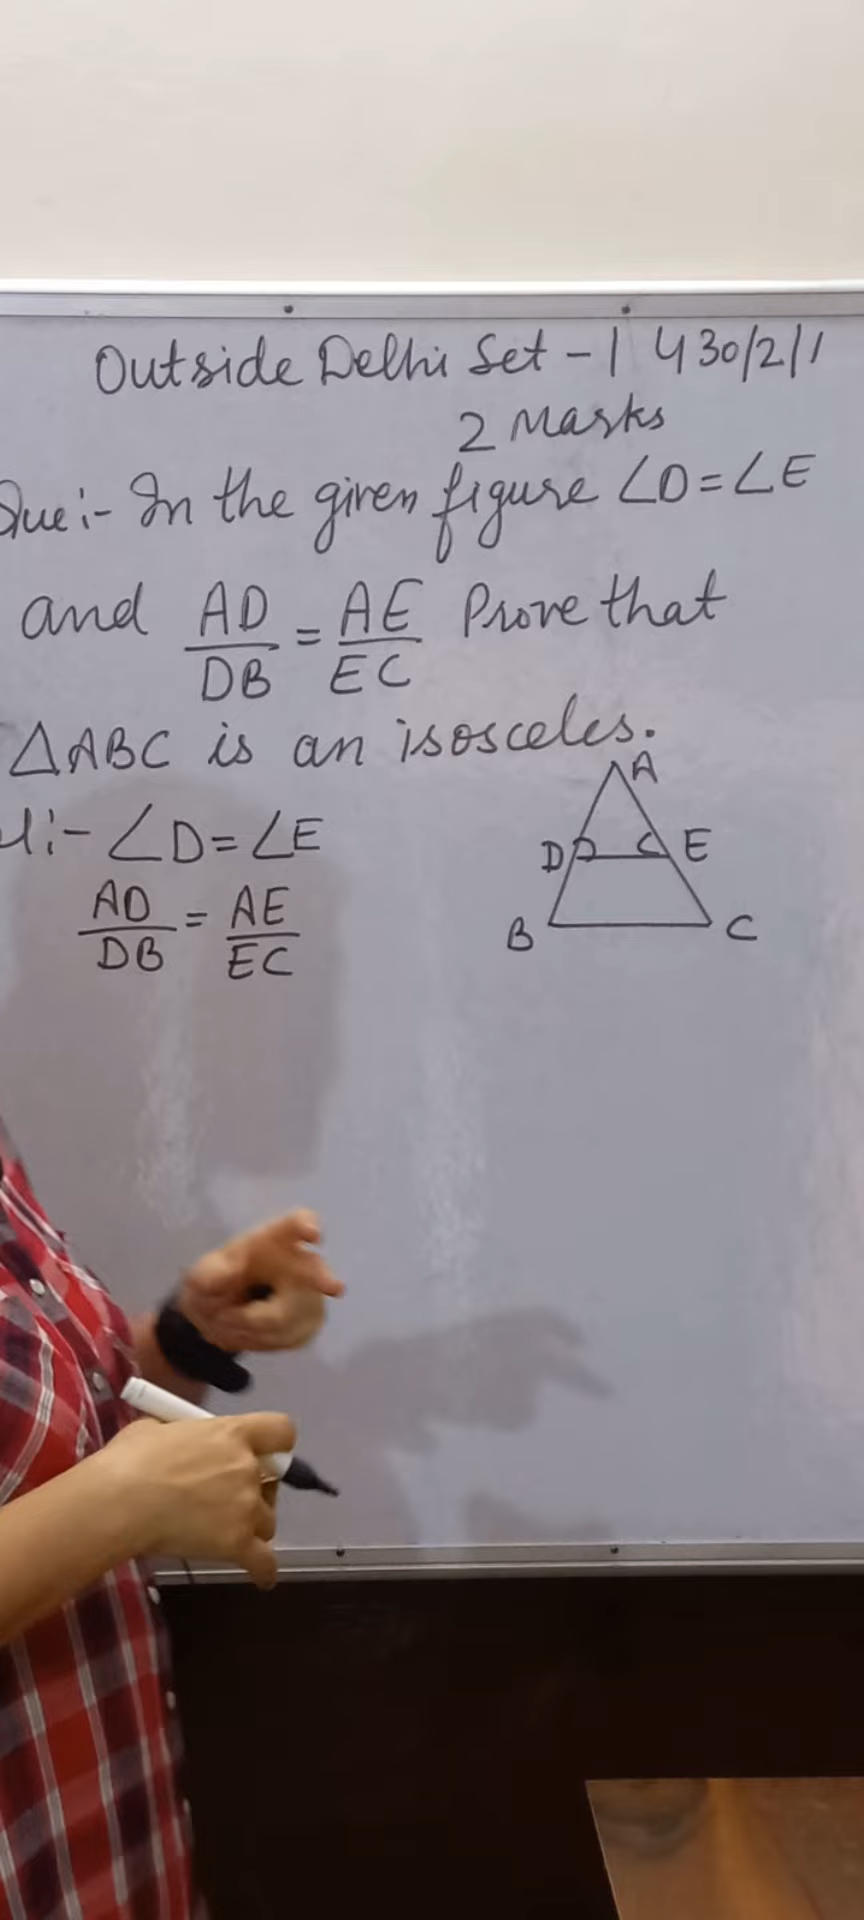 Outside Delhi Set - 1 430/2/1
2 Marks
Que :- In the given figure ∠D = ∠E
and AD/DB = AE/EC Prove that
△ABC is an isosceles.
:- ∠D = ∠E
AD/DB = AE/EC
A
D E
B C